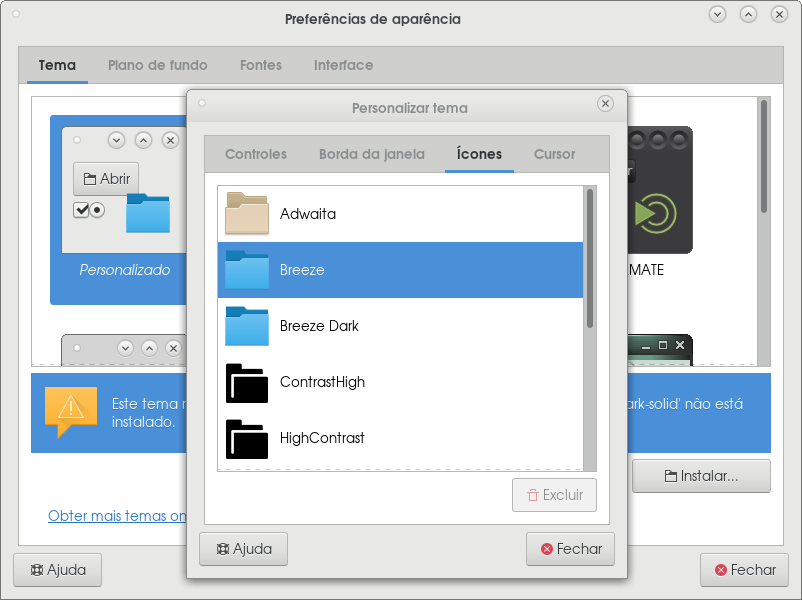 Preferências de aparência
Tema
Plano de fundo
Fontes
Interface
Personalizar tema
Controles
Borda da janela
Ícones
Cursor
Abrir
Personalizado
MATE
Adwaita
Breeze
Breeze Dark
ContrastHigh
HighContrast
Este tema
instalado.
ark-solid' não está
Excluir
Instalar...
Obter mais temas on
Ajuda
Fechar
Ajuda
Fechar